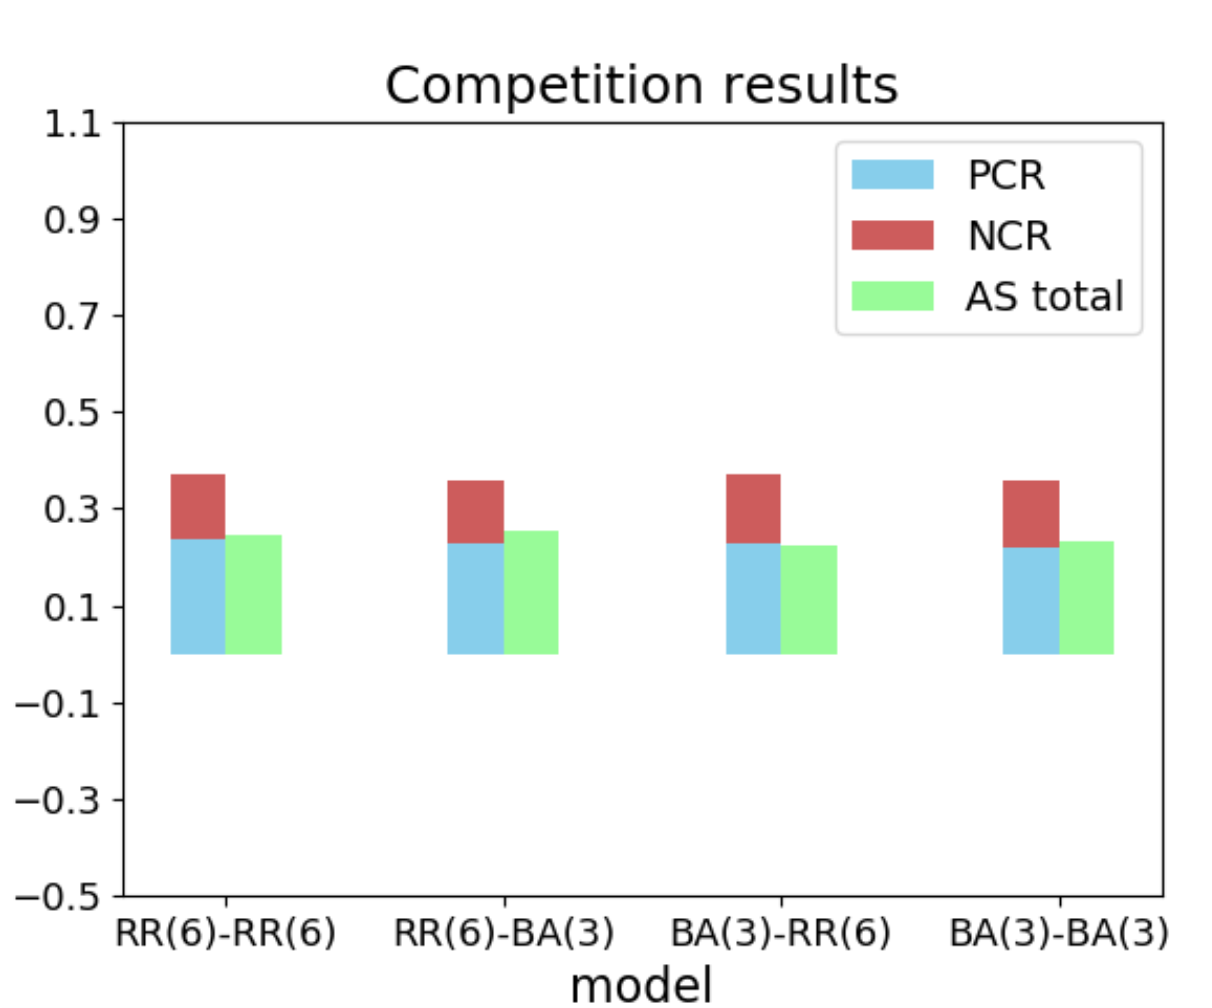 Competition results
1.1
0.9
0.7
0.5
0.3
0.1
−0.1
−0.3
−0.5
PCR
NCR
AS total
RR(6)-RR(6) RR(6)-BA(3) BA(3)-RR(6) BA(3)-BA(3)
model